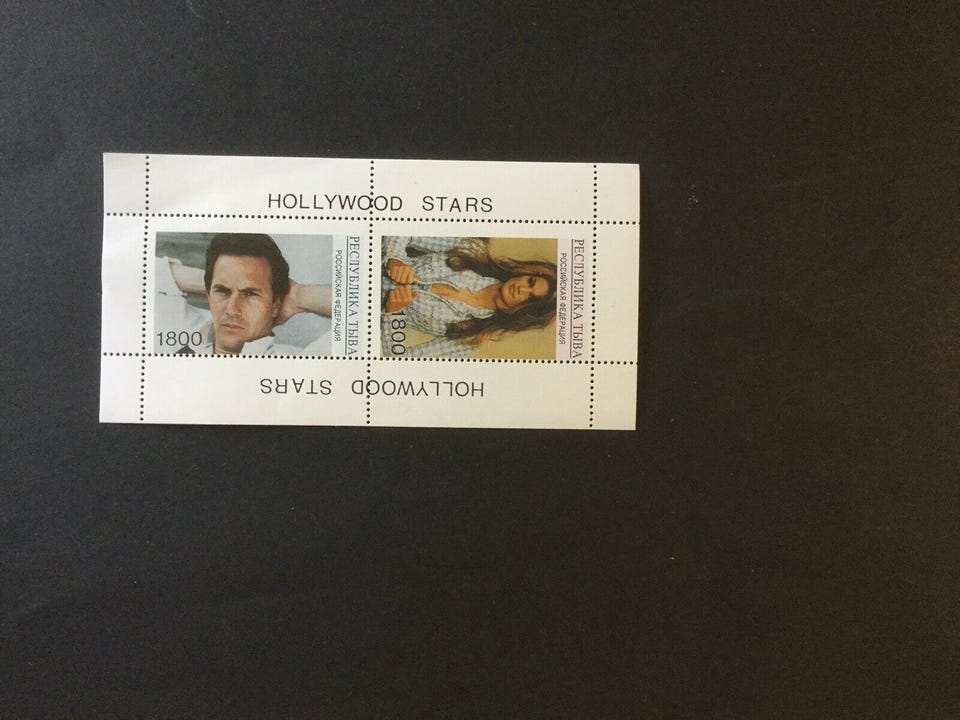 HOLLYWOOD STARS
РЕСПУБЛИКА ТЫВА
РОССИЙСКАЯ ФЕДЕРАЦИЯ
1800
РЕСПУБЛИКА ТЫВА
РОССИЙСКАЯ ФЕДЕРАЦИЯ
1800
HOLLYWOOD STARS